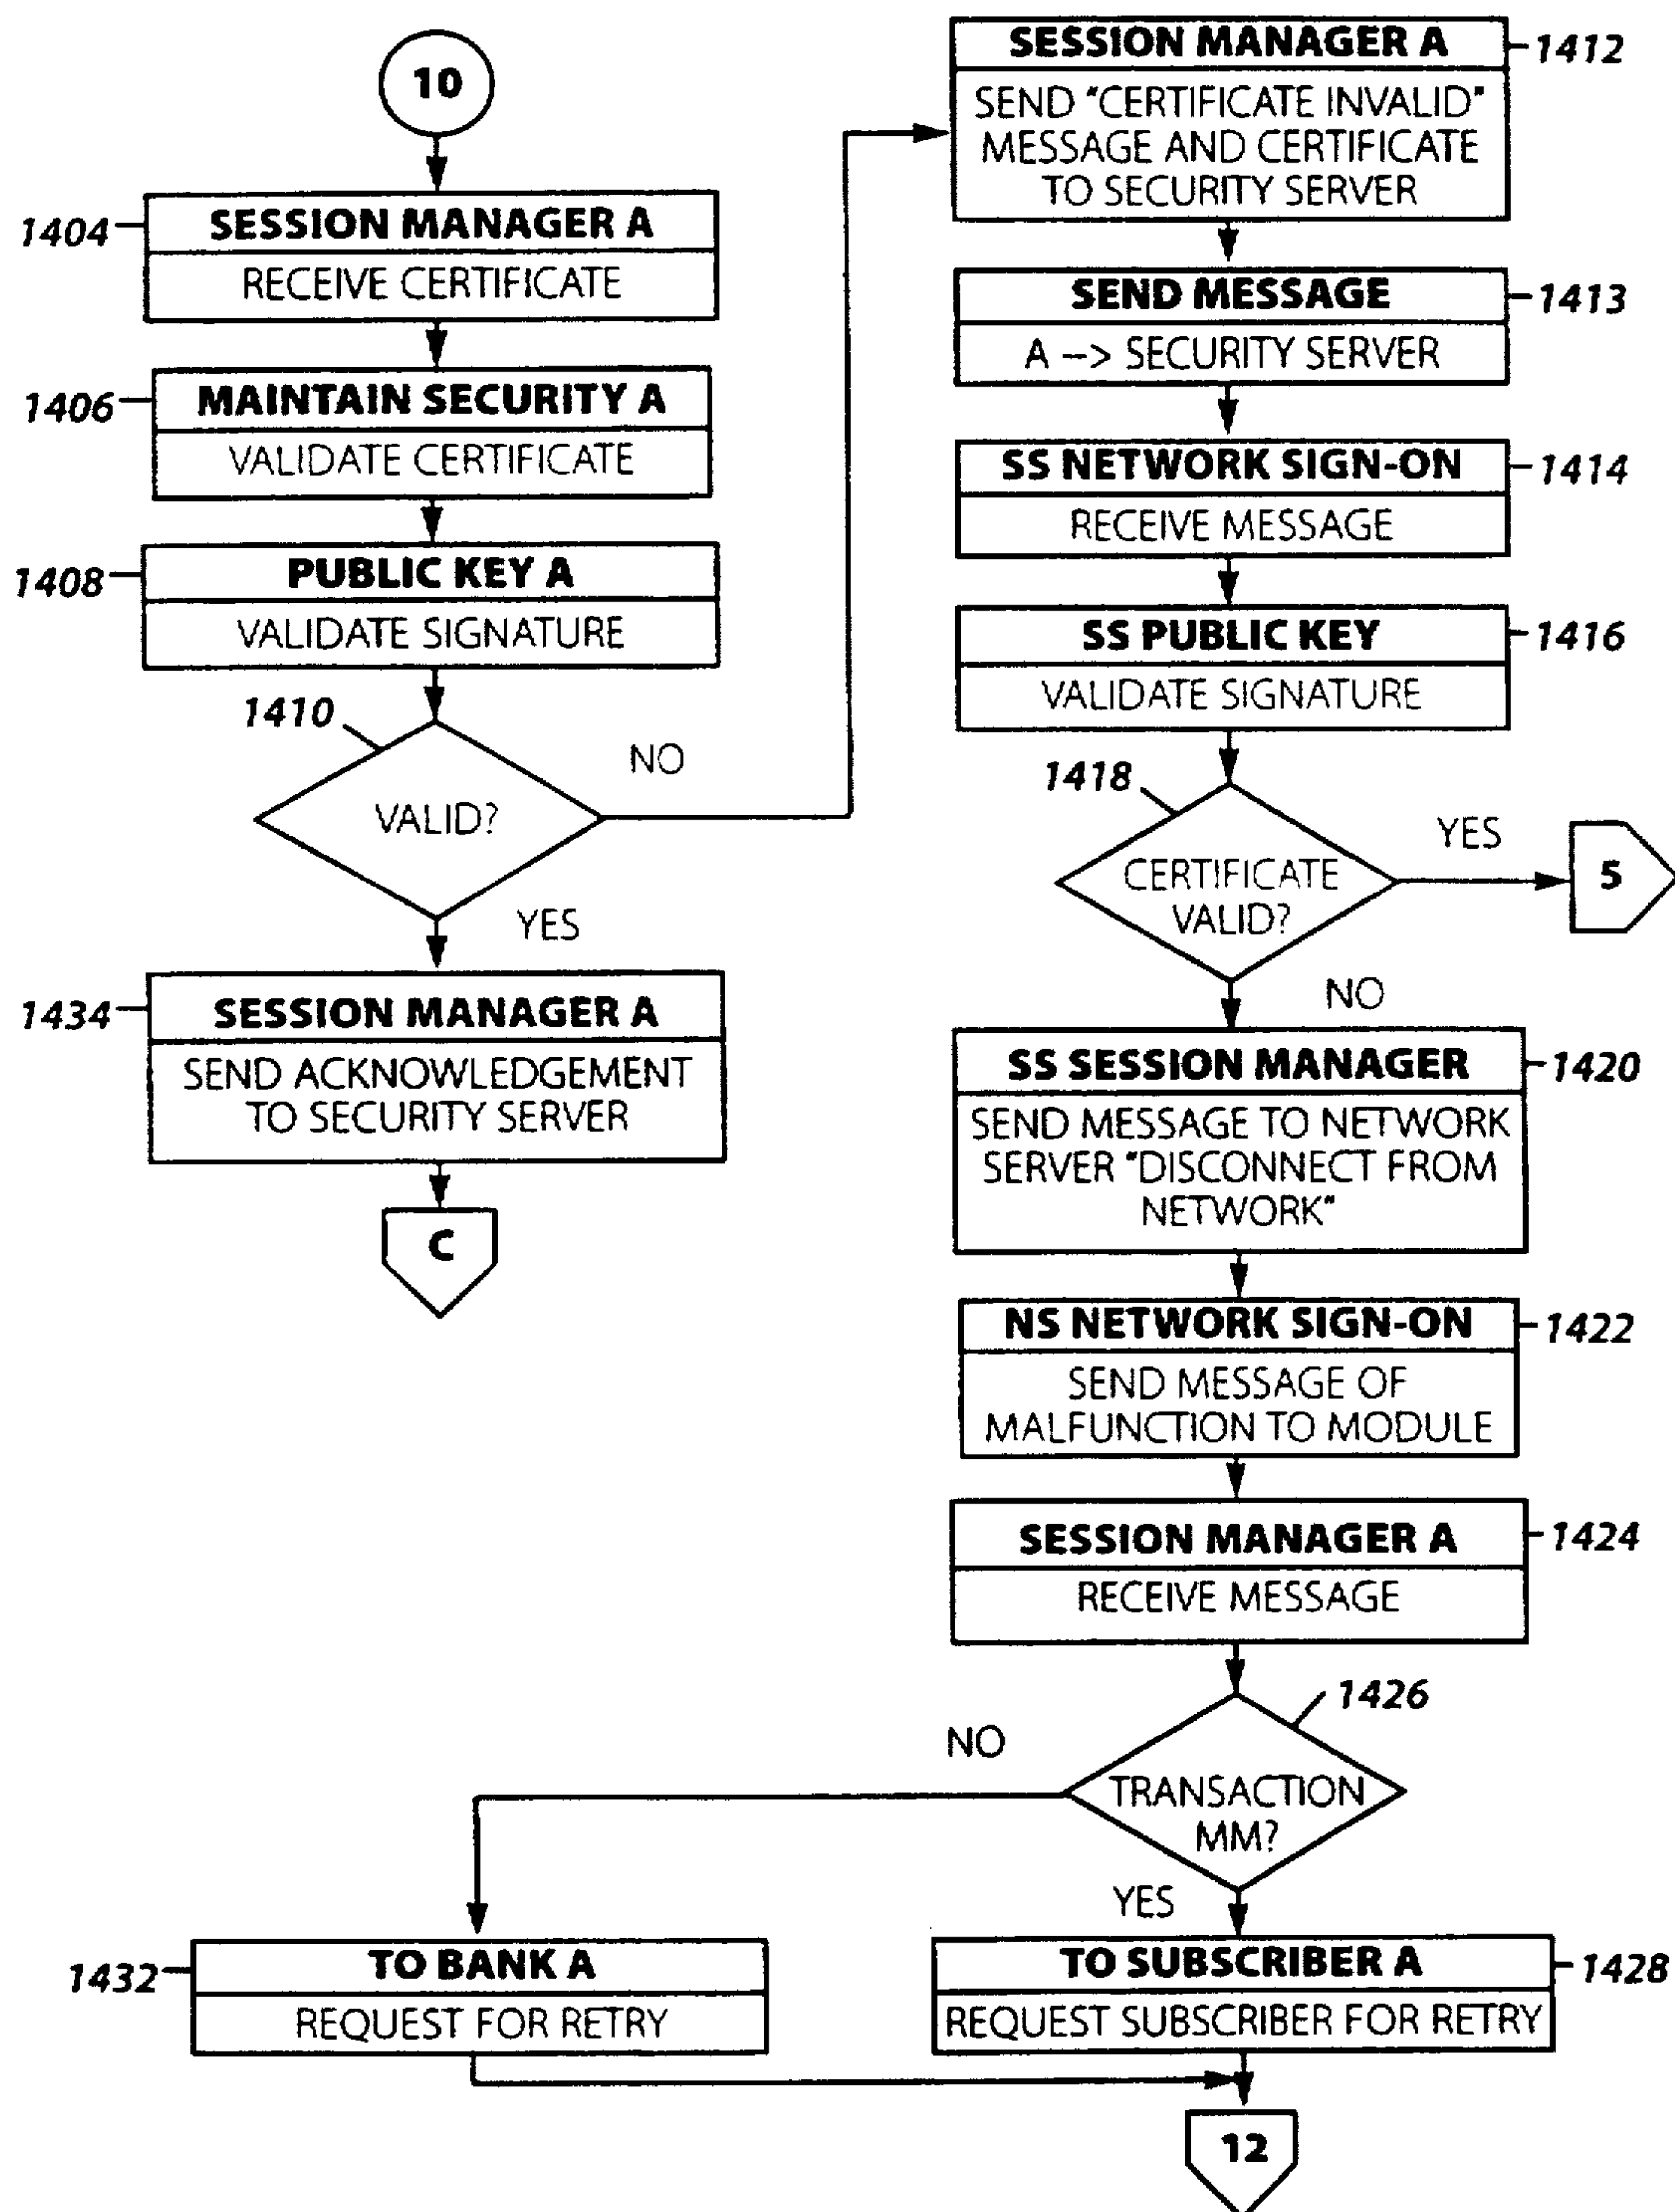 10
1404
SESSION MANAGER A
RECEIVE CERTIFICATE
1406
MAINTAIN SECURITY A
VALIDATE CERTIFICATE
1408
PUBLIC KEY A
VALIDATE SIGNATURE
1410
VALID?
NO
YES
1434
SESSION MANAGER A
SEND ACKNOWLEDGEMENT
TO SECURITY SERVER
C
SESSION MANAGER A
1412
SEND "CERTIFICATE INVALID"
MESSAGE AND CERTIFICATE
TO SECURITY SERVER
SEND MESSAGE
1413
A --> SECURITY SERVER
SS NETWORK SIGN-ON
1414
RECEIVE MESSAGE
SS PUBLIC KEY
1416
VALIDATE SIGNATURE
1418
CERTIFICATE
VALID?
YES
5
NO
SS SESSION MANAGER
1420
SEND MESSAGE TO NETWORK
SERVER "DISCONNECT FROM
NETWORK"
NS NETWORK SIGN-ON
1422
SEND MESSAGE OF
MALFUNCTION TO MODULE
SESSION MANAGER A
1424
RECEIVE MESSAGE
1426
TRANSACTION
MM?
NO
YES
1432
TO BANK A
REQUEST FOR RETRY
TO SUBSCRIBER A
1428
REQUEST SUBSCRIBER FOR RETRY
12